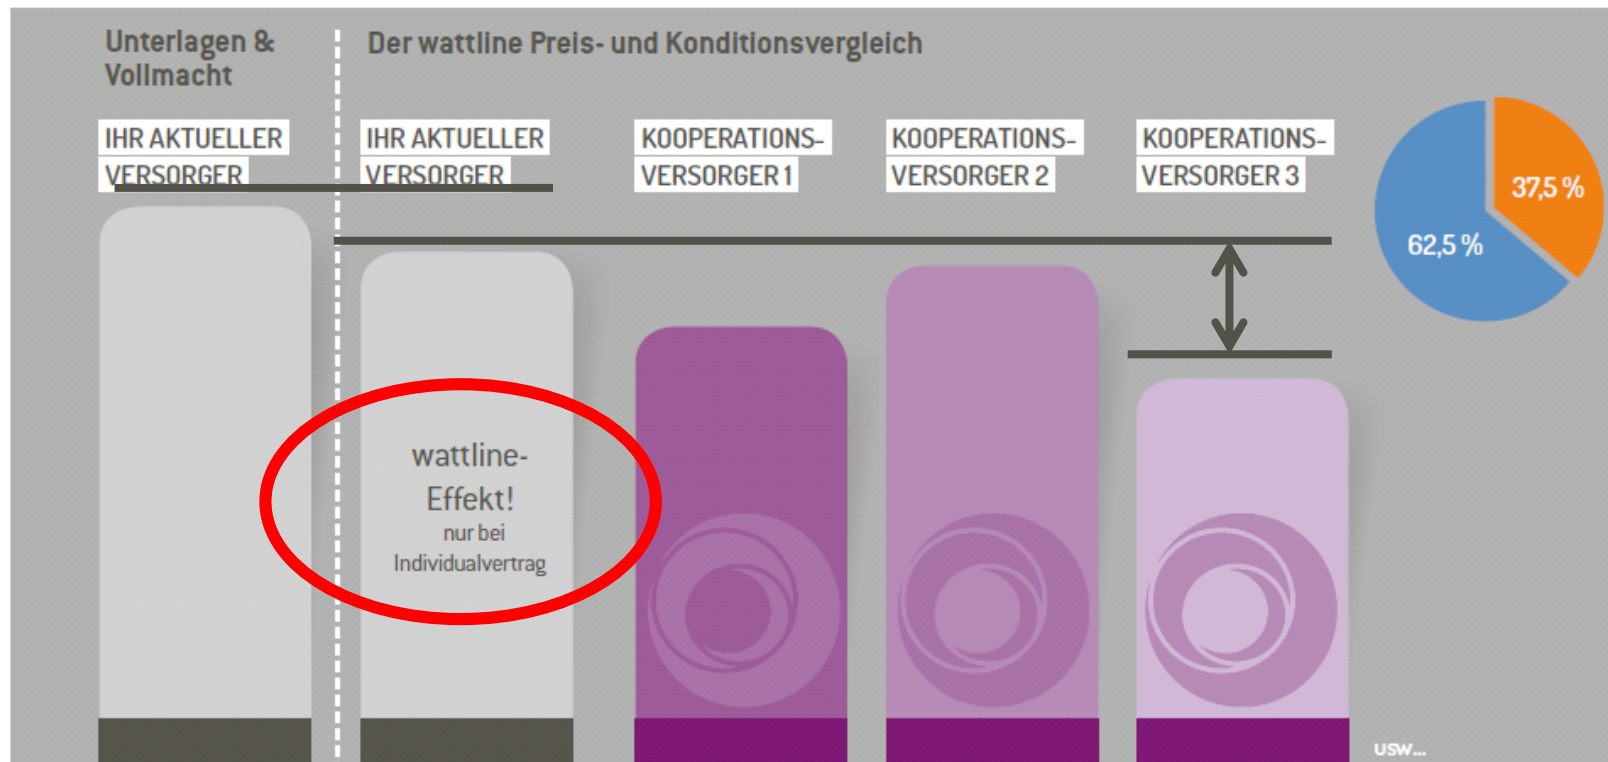 Unterlagen &
Vollmacht
Der wattline Preis- und Konditionsvergleich
IHR AKTUELLER
VERSORGER
IHR AKTUELLER
VERSORGER
KOOPERATIONS-
VERSORGER 1
KOOPERATIONS-
VERSORGER 2
KOOPERATIONS-
VERSORGER 3
37,5 %
62,5 %
wattline-
Effekt!
nur bei
Individualvertrag
usw...